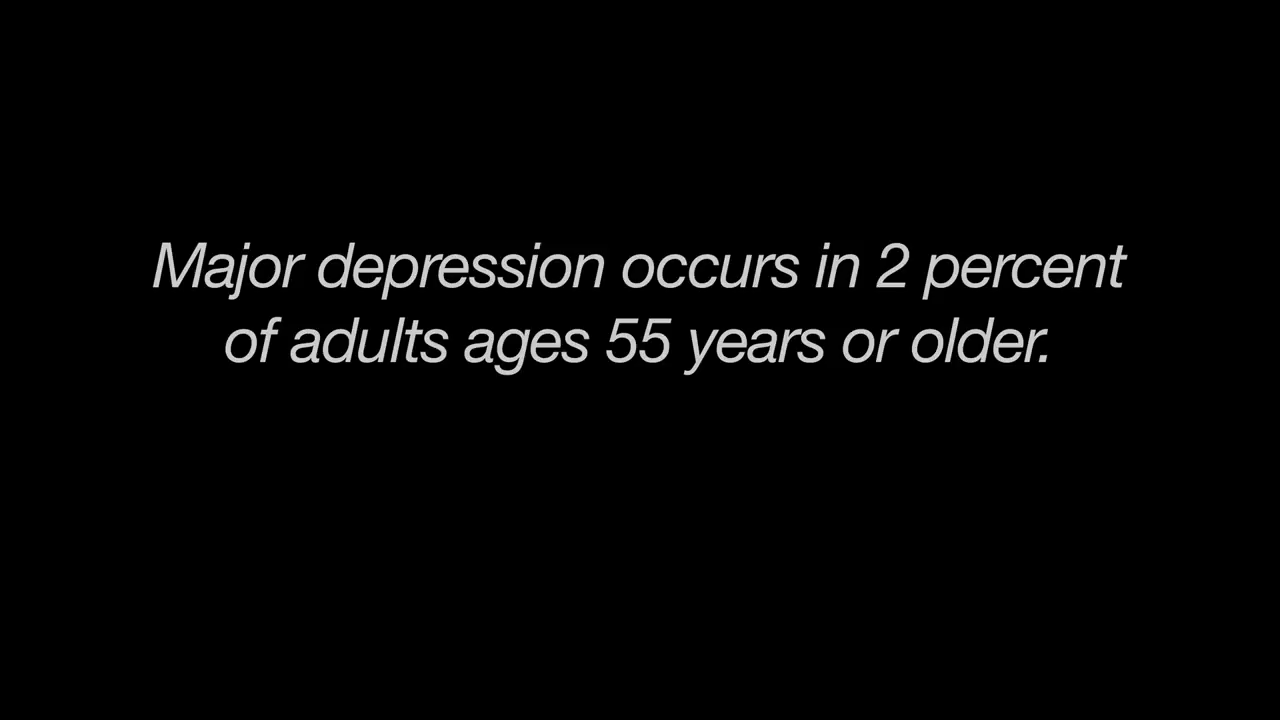 Major depression occurs in 2 percent
of adults ages 55 years or older.